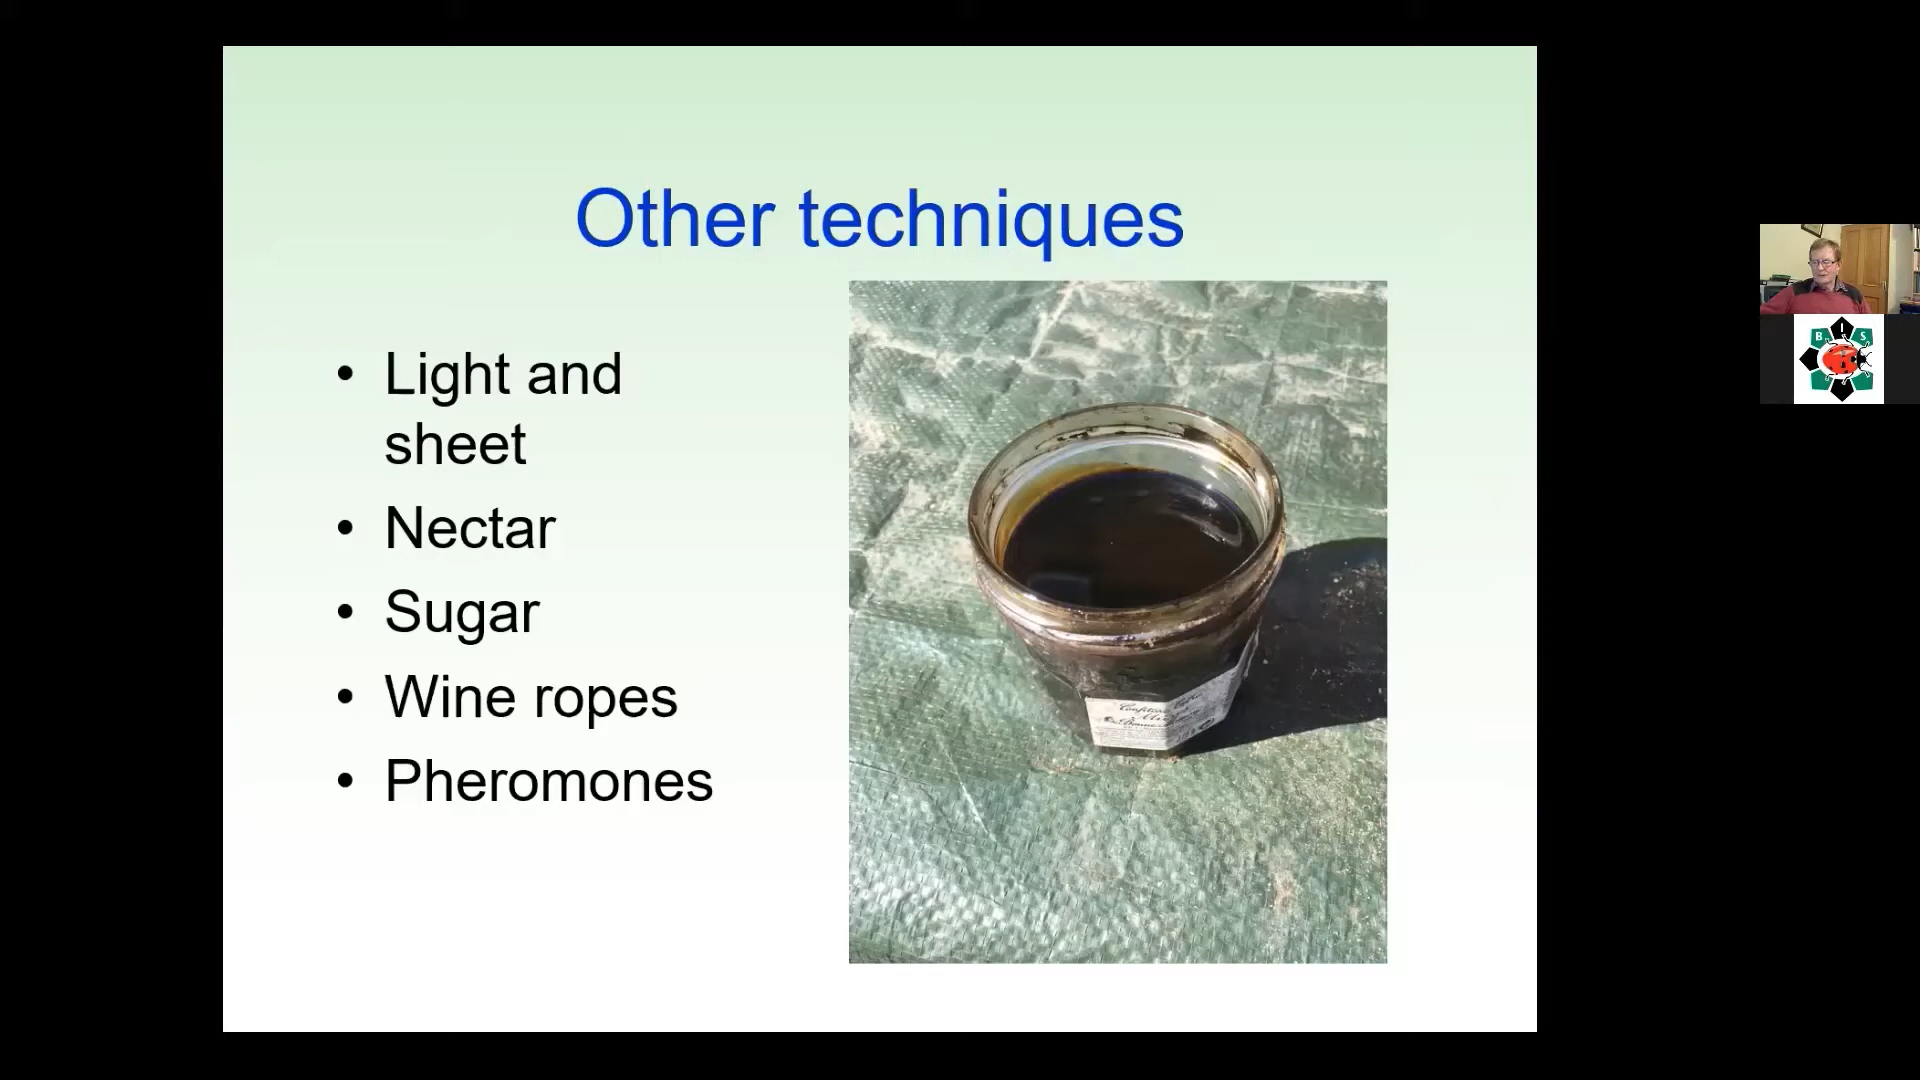 Other techniques
• Light and
sheet
• Nectar
• Sugar
• Wine ropes
• Pheromones
B I S